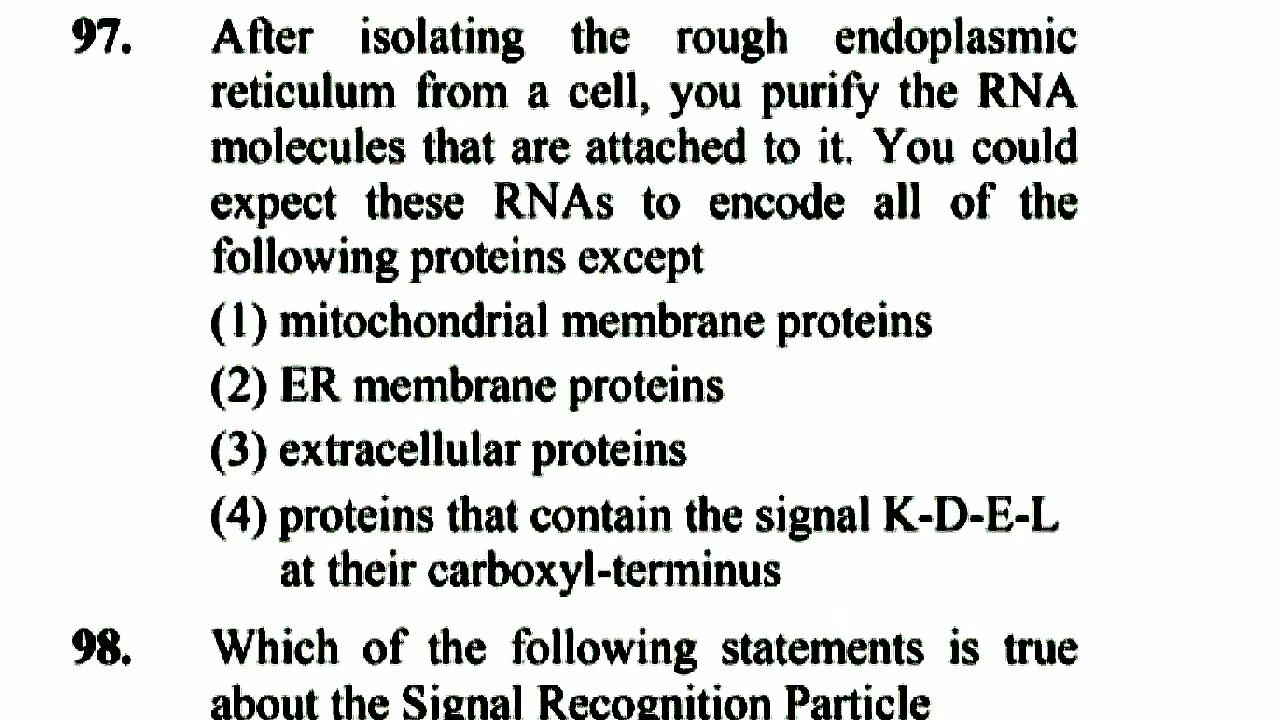 97. After isolating the rough endoplasmic
reticulum from a cell, you purify the RNA
molecules that are attached to it. You could
expect these RNAs to encode all of the
following proteins except
(1) mitochondrial membrane proteins
(2) ER membrane proteins
(3) extracellular proteins
(4) proteins that contain the signal K-D-E-L
at their carboxyl-terminus
98. Which of the following statements is true
about the Signal Recognition Particle